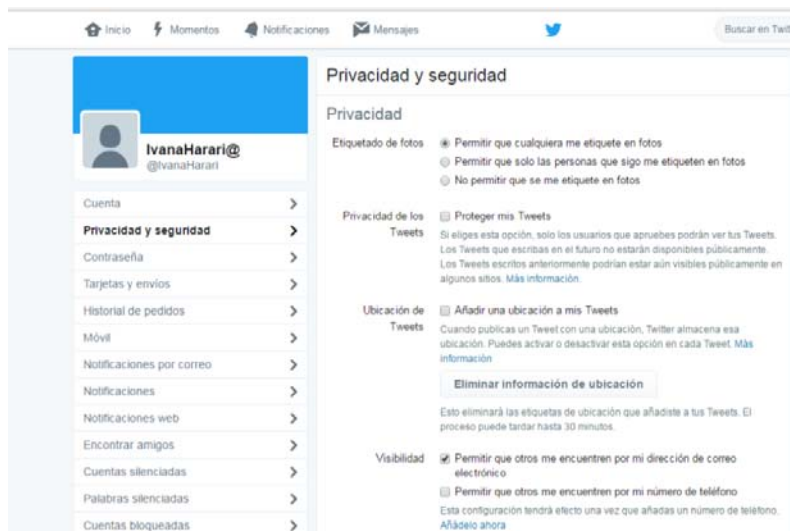 Inicio Momentos Notificaciones Mensajes Buscar en Twit
Privacidad y seguridad
Privacidad
IvanaHarari@
@IvanaHarari
Cuenta
Privacidad y seguridad
Contraseña
Tarjetas y envíos
Historial de pedidos
Móvil
Notificaciones por correo
Notificaciones
Notificaciones web
Encontrar amigos
Cuentas silenciadas
Palabras silenciadas
Cuentas bloqueadas
Etiquetado de fotos
Permitir que cualquiera me etiquete en fotos
Permitir que solo las personas que sigo me etiqueten en fotos
No permitir que se me etiquete en fotos
Privacidad de los
Tweets
Proteger mis Tweets
Si eliges esta opción, solo los usuarios que apruebes podrán ver tus Tweets.
Los Tweets que escribas en el futuro no estarán disponibles públicamente.
Los Tweets escritos anteriormente podrían estar aún visibles públicamente en
algunos sitios. Más información.
Ubicación de
Tweets
Añadir una ubicación a mis Tweets
Cuando publicas un Tweet con una ubicación, Twitter almacena esa
ubicación. Puedes activar o desactivar esta opción en cada Tweet. Más
información
Eliminar información de ubicación
Esto eliminará las etiquetas de ubicación que añadiste a tus Tweets. El
proceso puede tardar hasta 30 minutos.
Visibilidad
Permitir que otros me encuentren por mi dirección de correo
electrónico
Permitir que otros me encuentren por mi número de teléfono
Esta configuración tendrá efecto una vez que añadas un número de teléfono.
Añádelo ahora